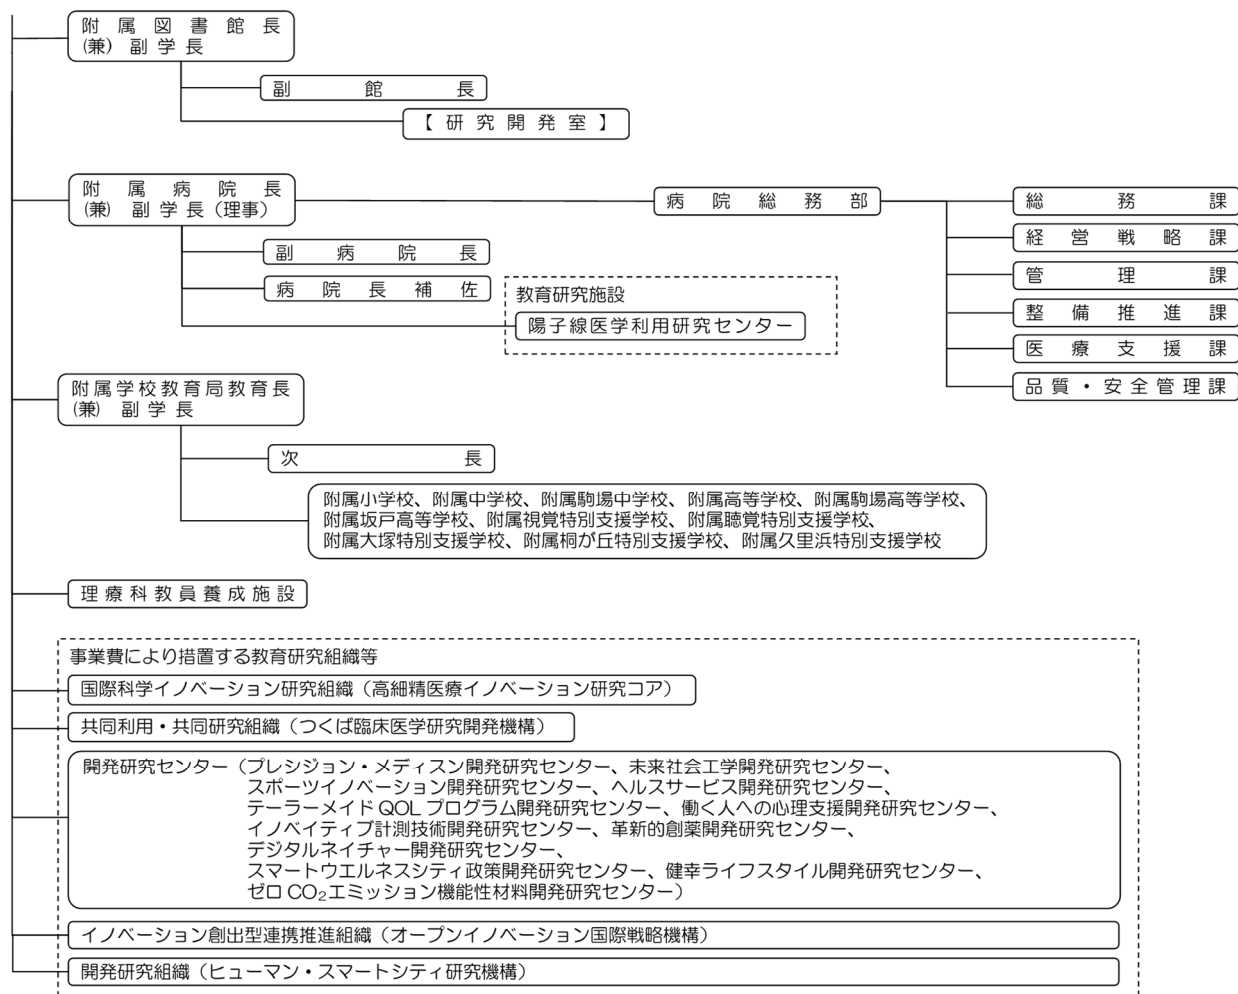 附属図書館長
(兼) 副学長
副館長
【研究開発室】
附属病院長
(兼) 副学長（理事）
病院総務部
総務課
経営戦略課
管理課
整備推進課
医療支援課
品質・安全管理課
副病院長
病院長補佐
教育研究施設
陽子線医学利用研究センター
附属学校教育局教育長
(兼) 副学長
次長
附属小学校、附属中学校、附属駒場中学校、附属高等学校、附属駒場高等学校、
附属坂戸高等学校、附属視覚特別支援学校、附属聴覚特別支援学校、
附属大塚特別支援学校、附属桐が丘特別支援学校、附属久里浜特別支援学校
理療科教員養成施設
事業費により措置する教育研究組織等
国際科学イノベーション研究組織（高細精医療イノベーション研究コア）
共同利用・共同研究組織（つくば臨床医学研究開発機構）
開発研究センター（プレシジョン・メディスン開発研究センター、未来社会工学開発研究センター、
スポーツイノベーション開発研究センター、ヘルスサービス開発研究センター、
テーラーメイドQOLプログラム開発研究センター、働く人への心理支援開発研究センター、
イノベイティブ計測技術開発研究センター、革新的創薬開発研究センター、
デジタルネイチャー開発研究センター、
スマートウエルネスシティ政策開発研究センター、健幸ライフスタイル開発研究センター、
ゼロCO₂エミッション機能性材料開発研究センター）
イノベーション創出型連携推進組織（オープンイノベーション国際戦略機構）
開発研究組織（ヒューマン・スマートシティ研究機構）